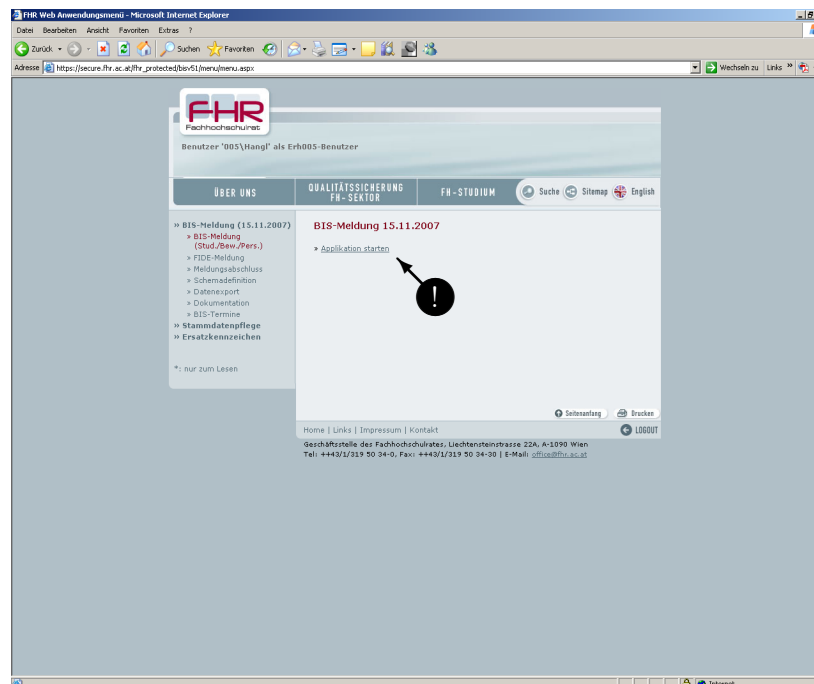 FHR Web Anwendungsmenü - Microsoft Internet Explorer
Datei Bearbeiten Ansicht Favoriten Extras ?
Zurück Suchen Favoriten
Adresse https://secure.fhr.ac.at/fhr_protected/bisv51/menu/menu.aspx Wechseln zu Links »
FHR
Fachhochschulrat
Benutzer '005\Hangl' als Erh005-Benutzer
ÜBER UNS
QUALITÄTSSICHERUNG
FH-SEKTOR
FH-STUDIUM
Suche Sitemap English
» BIS-Meldung (15.11.2007)
» BIS-Meldung
(Stud./Bew./Pers.)
» FIDE-Meldung
» Meldungsabschluss
» Schemadefinition
» Datenexport
» Dokumentation
» BIS-Termine
» Stammdatenpflege
» Ersatzkennzeichen
*: nur zum Lesen
BIS-Meldung 15.11.2007
» Applikation starten
!
Seitenanfang Drucken
Home | Links | Impressum | Kontakt LOGOUT
Geschäftsstelle des Fachhochschulrates, Liechtensteinstrasse 22A, A-1090 Wien
Tel: ++43/1/319 50 34-0, Fax: ++43/1/319 50 34-30 | E-Mail: office@fhr.ac.at
Internet